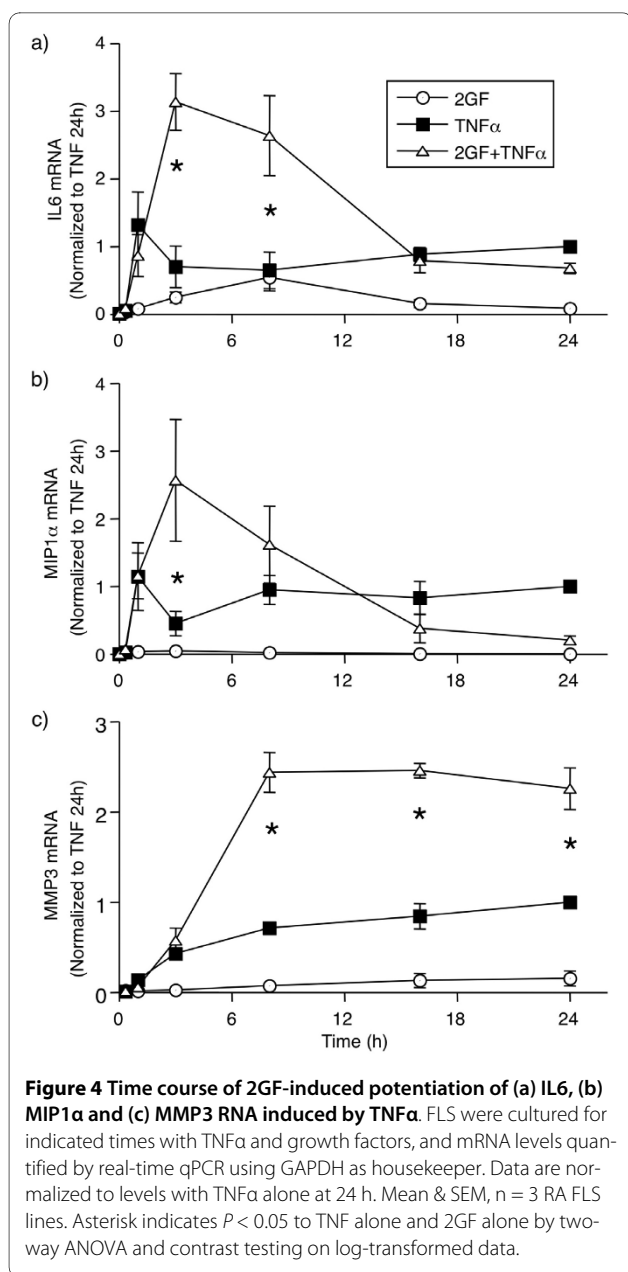 a)
4
3
2
1
0
IL6 mRNA
(Normalized to TNF 24h)
2GF
TNFα
2GF+TNFα
*
*
0 6 12 18 24
b)
4
3
2
1
0
MIP1α mRNA
(Normalized to TNF 24h)
*
0 6 12 18 24
c)
3
2
1
0
MMP3 mRNA
(Normalized to TNF 24h)
*
*
*
0 6 12 18 24
Time (h)
Figure 4 Time course of 2GF-induced potentiation of (a) IL6, (b)
MIP1α and (c) MMP3 RNA induced by TNFα. FLS were cultured for
indicated times with TNFα and growth factors, and mRNA levels quan-
tified by real-time qPCR using GAPDH as housekeeper. Data are nor-
malized to levels with TNFα alone at 24 h. Mean & SEM, n = 3 RA FLS
lines. Asterisk indicates P < 0.05 to TNF alone and 2GF alone by two-
way ANOVA and contrast testing on log-transformed data.